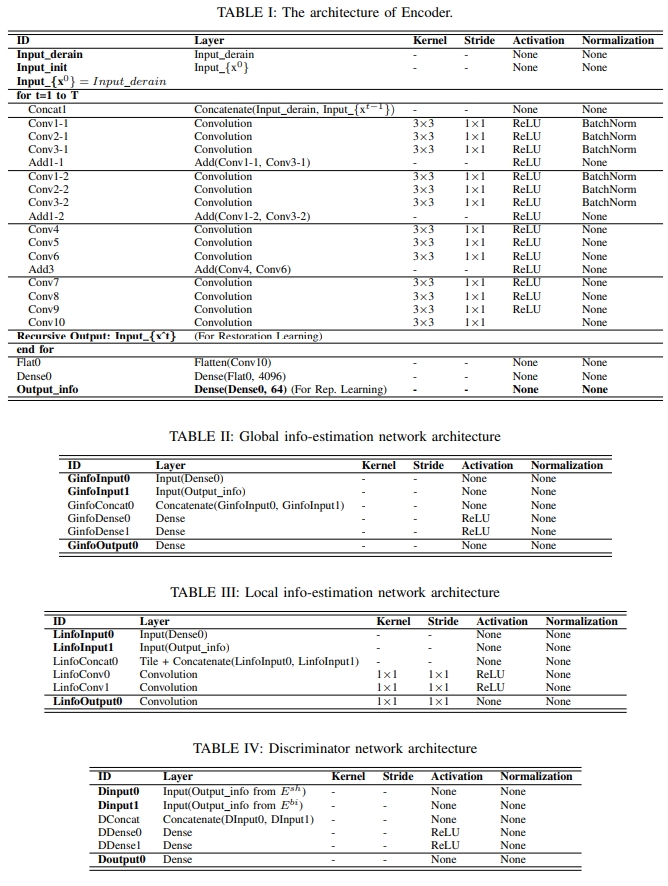 TABLE I: The architecture of Encoder.
ID Layer Kernel Stride Activation Normalization
Input_derain Input_derain - - None None
Input_init Input_{x⁰} - - None None
Input_{x⁰} = Input_derain
for t=1 to T
Concat1 Concatenate(Input_derain, Input_{xᵗ⁻¹}) - - None None
Conv1-1 Convolution 3×3 1×1 ReLU BatchNorm
Conv2-1 Convolution 3×3 1×1 ReLU BatchNorm
Conv3-1 Convolution 3×3 1×1 ReLU BatchNorm
Add1-1 Add(Conv1-1, Conv3-1) - - ReLU None
Conv1-2 Convolution 3×3 1×1 ReLU BatchNorm
Conv2-2 Convolution 3×3 1×1 ReLU BatchNorm
Conv3-2 Convolution 3×3 1×1 ReLU BatchNorm
Add1-2 Add(Conv1-2, Conv3-2) - - ReLU None
Conv4 Convolution 3×3 1×1 ReLU None
Conv5 Convolution 3×3 1×1 ReLU None
Conv6 Convolution 3×3 1×1 ReLU None
Add3 Add(Conv4, Conv6) - - ReLU None
Conv7 Convolution 3×3 1×1 ReLU None
Conv8 Convolution 3×3 1×1 ReLU None
Conv9 Convolution 3×3 1×1 ReLU None
Conv10 Convolution 3×3 1×1 None
Recursive Output: Input_{x^t} (For Restoration Learning)
end for
Flat0 Flatten(Conv10) - - None None
Dense0 Dense(Flat0, 4096) - - None None
Output_info Dense(Dense0, 64) (For Rep. Learning) - - None None
TABLE II: Global info-estimation network architecture
ID Layer Kernel Stride Activation Normalization
GinfoInput0 Input(Dense0) - - None None
GinfoInput1 Input(Output_info) - - None None
GinfoConcat0 Concatenate(GinfoInput0, GinfoInput1) - - None None
GinfoDense0 Dense - - ReLU None
GinfoDense1 Dense - - ReLU None
GinfoOutput0 Dense - - None None
TABLE III: Local info-estimation network architecture
ID Layer Kernel Stride Activation Normalization
LinfoInput0 Input(Dense0) - - None None
LinfoInput1 Input(Output_info) - - None None
LinfoConcat0 Tile + Concatenate(LinfoInput0, LinfoInput1) - - None None
LinfoConv0 Convolution 1×1 1×1 ReLU None
LinfoConv1 Convolution 1×1 1×1 ReLU None
LinfoOutput0 Convolution 1×1 1×1 None None
TABLE IV: Discriminator network architecture
ID Layer Kernel Stride Activation Normalization
Dinput0 Input(Output_info from Eˢʰ) - - None None
Dinput1 Input(Output_info from Eᵇⁱ) - - None None
DConcat Concatenate(DInput0, DInput1) - - None None
DDense0 Dense - - ReLU None
DDense1 Dense - - ReLU None
Doutput0 Dense - - None None